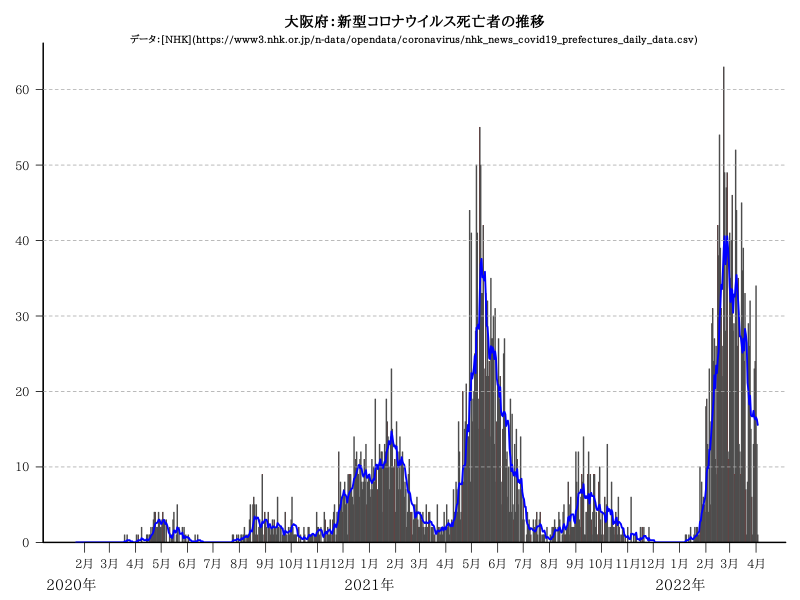 大阪府:新型コロナウイルス死亡者の推移
データ:[NHK](https://www3.nhk.or.jp/n-data/opendata/coronavirus/nhk_news_covid19_prefectures_daily_data.csv)
60
50
40
30
20
10
0
2月 3月 4月 5月 6月 7月 8月 9月 10月 11月 12月 1月 2月 3月 4月 5月 6月 7月 8月 9月 10月 11月 12月 1月 2月 3月 4月
2020年 2021年 2022年